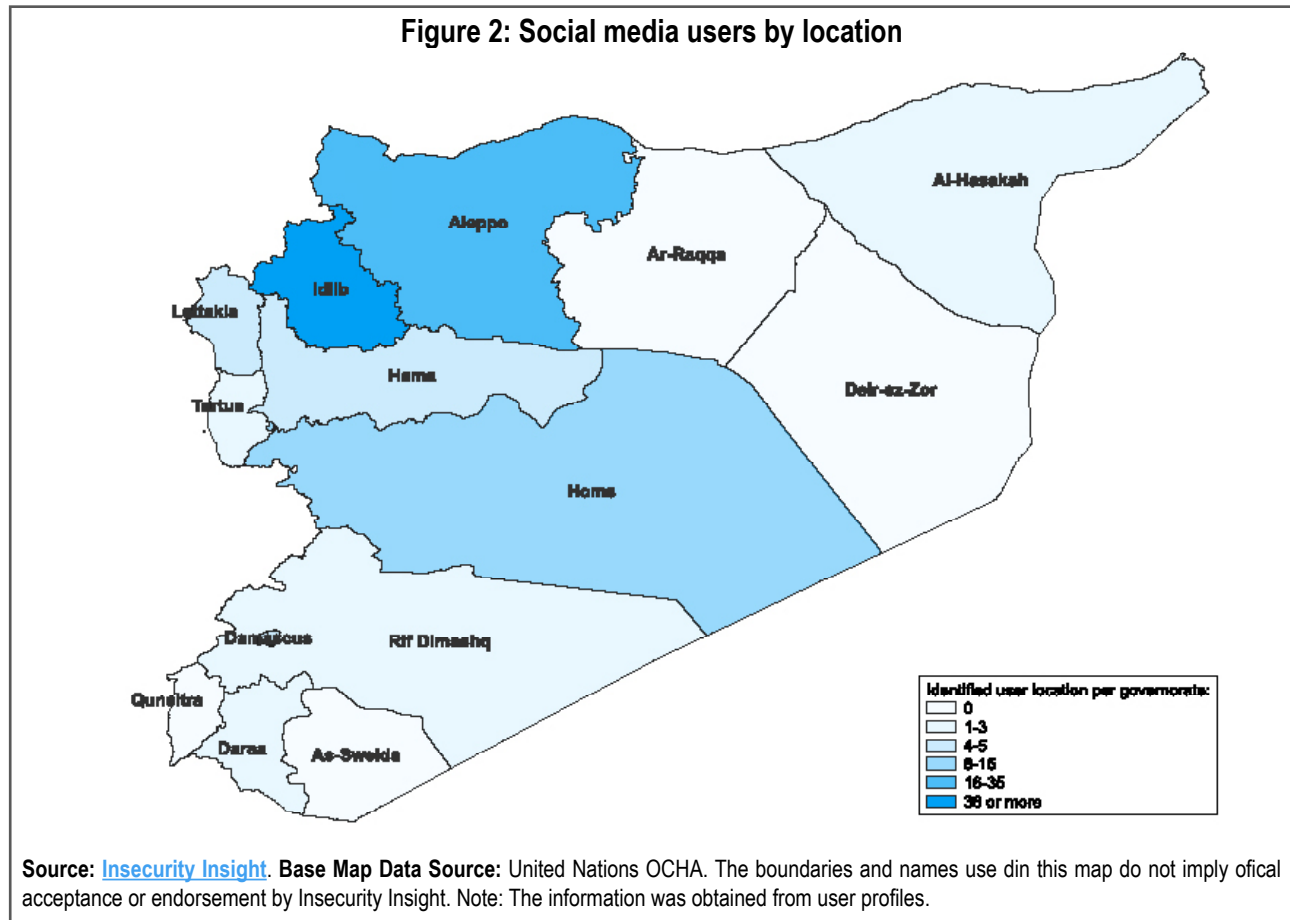 Figure 2: Social media users by location
Al-Hasakah
Aleppo
Ar-Raqqa
Idlib
Lattakia
Hama
Deir-ez-Zor
Tartus
Homs
Damascus
Rif Dimashq
Quneitra
Daraa
As-Sweida
Identified user location per governorate:
0
1-3
4-5
6-15
16-35
36 or more
Source: Insecurity Insight. Base Map Data Source: United Nations OCHA. The boundaries and names use din this map do not imply ofical
acceptance or endorsement by Insecurity Insight. Note: The information was obtained from user profiles.